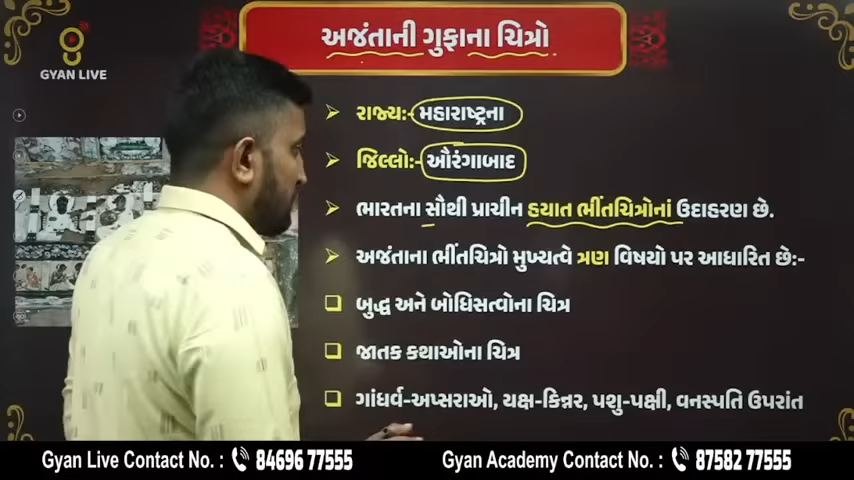 અજંતાની ગુફાના ચિત્રો
GYAN LIVE
રાજ્ય:- મહારાષ્ટ્રના
જિલ્લો:- ઔરંગાબાદ
ભારતના સૌથી પ્રાચીન હયાત ભીંતચિત્રોનાં ઉદાહરણ છે.
અજંતાના ભીંતચિત્રો મુખ્યત્વે ત્રણ વિષયો પર આધારિત છે:-
બુદ્ધ અને બોધિસત્વોના ચિત્ર
જાતક કથાઓના ચિત્ર
ગાંધર્વ-અપ્સરાઓ, યક્ષ-કિન્નર, પશુ-પક્ષી, વનસ્પતિ ઉપરાંત
Gyan Live Contact No. : 84696 77555
Gyan Academy Contact No. : 87582 77555